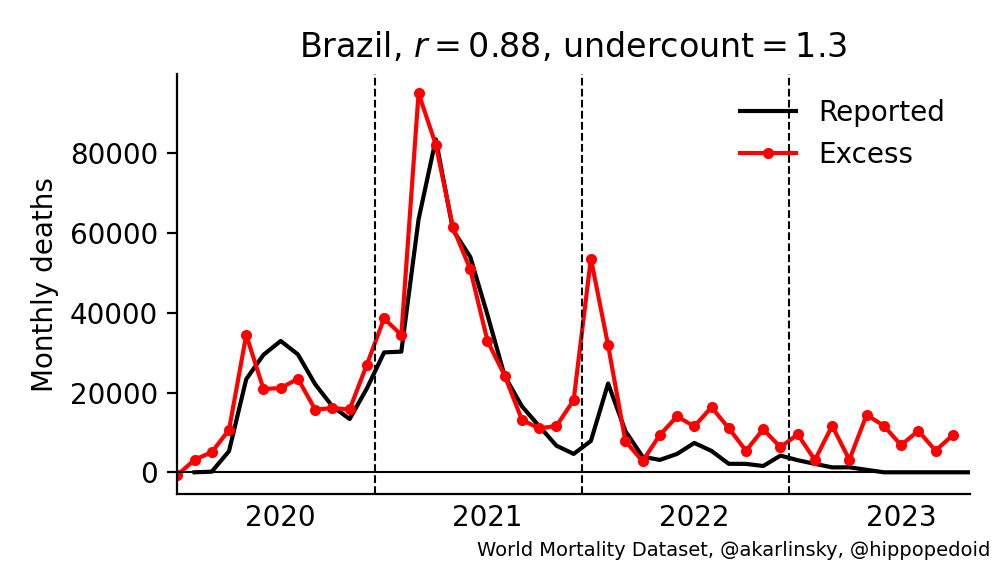 Brazil, r = 0.88, undercount = 1.3
Reported
Excess
Monthly deaths
80000
60000
40000
20000
0
2020 2021 2022 2023
World Mortality Dataset, @akarlinsky, @hippopedoid